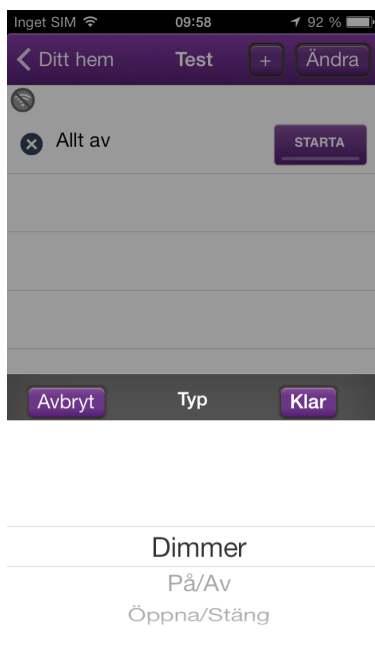 Inget SIM 09:58 92 %
Ditt hem Test + Ändra
Allt av STARTA
Avbryt Typ Klar
Dimmer
På/Av
Öppna/Stäng